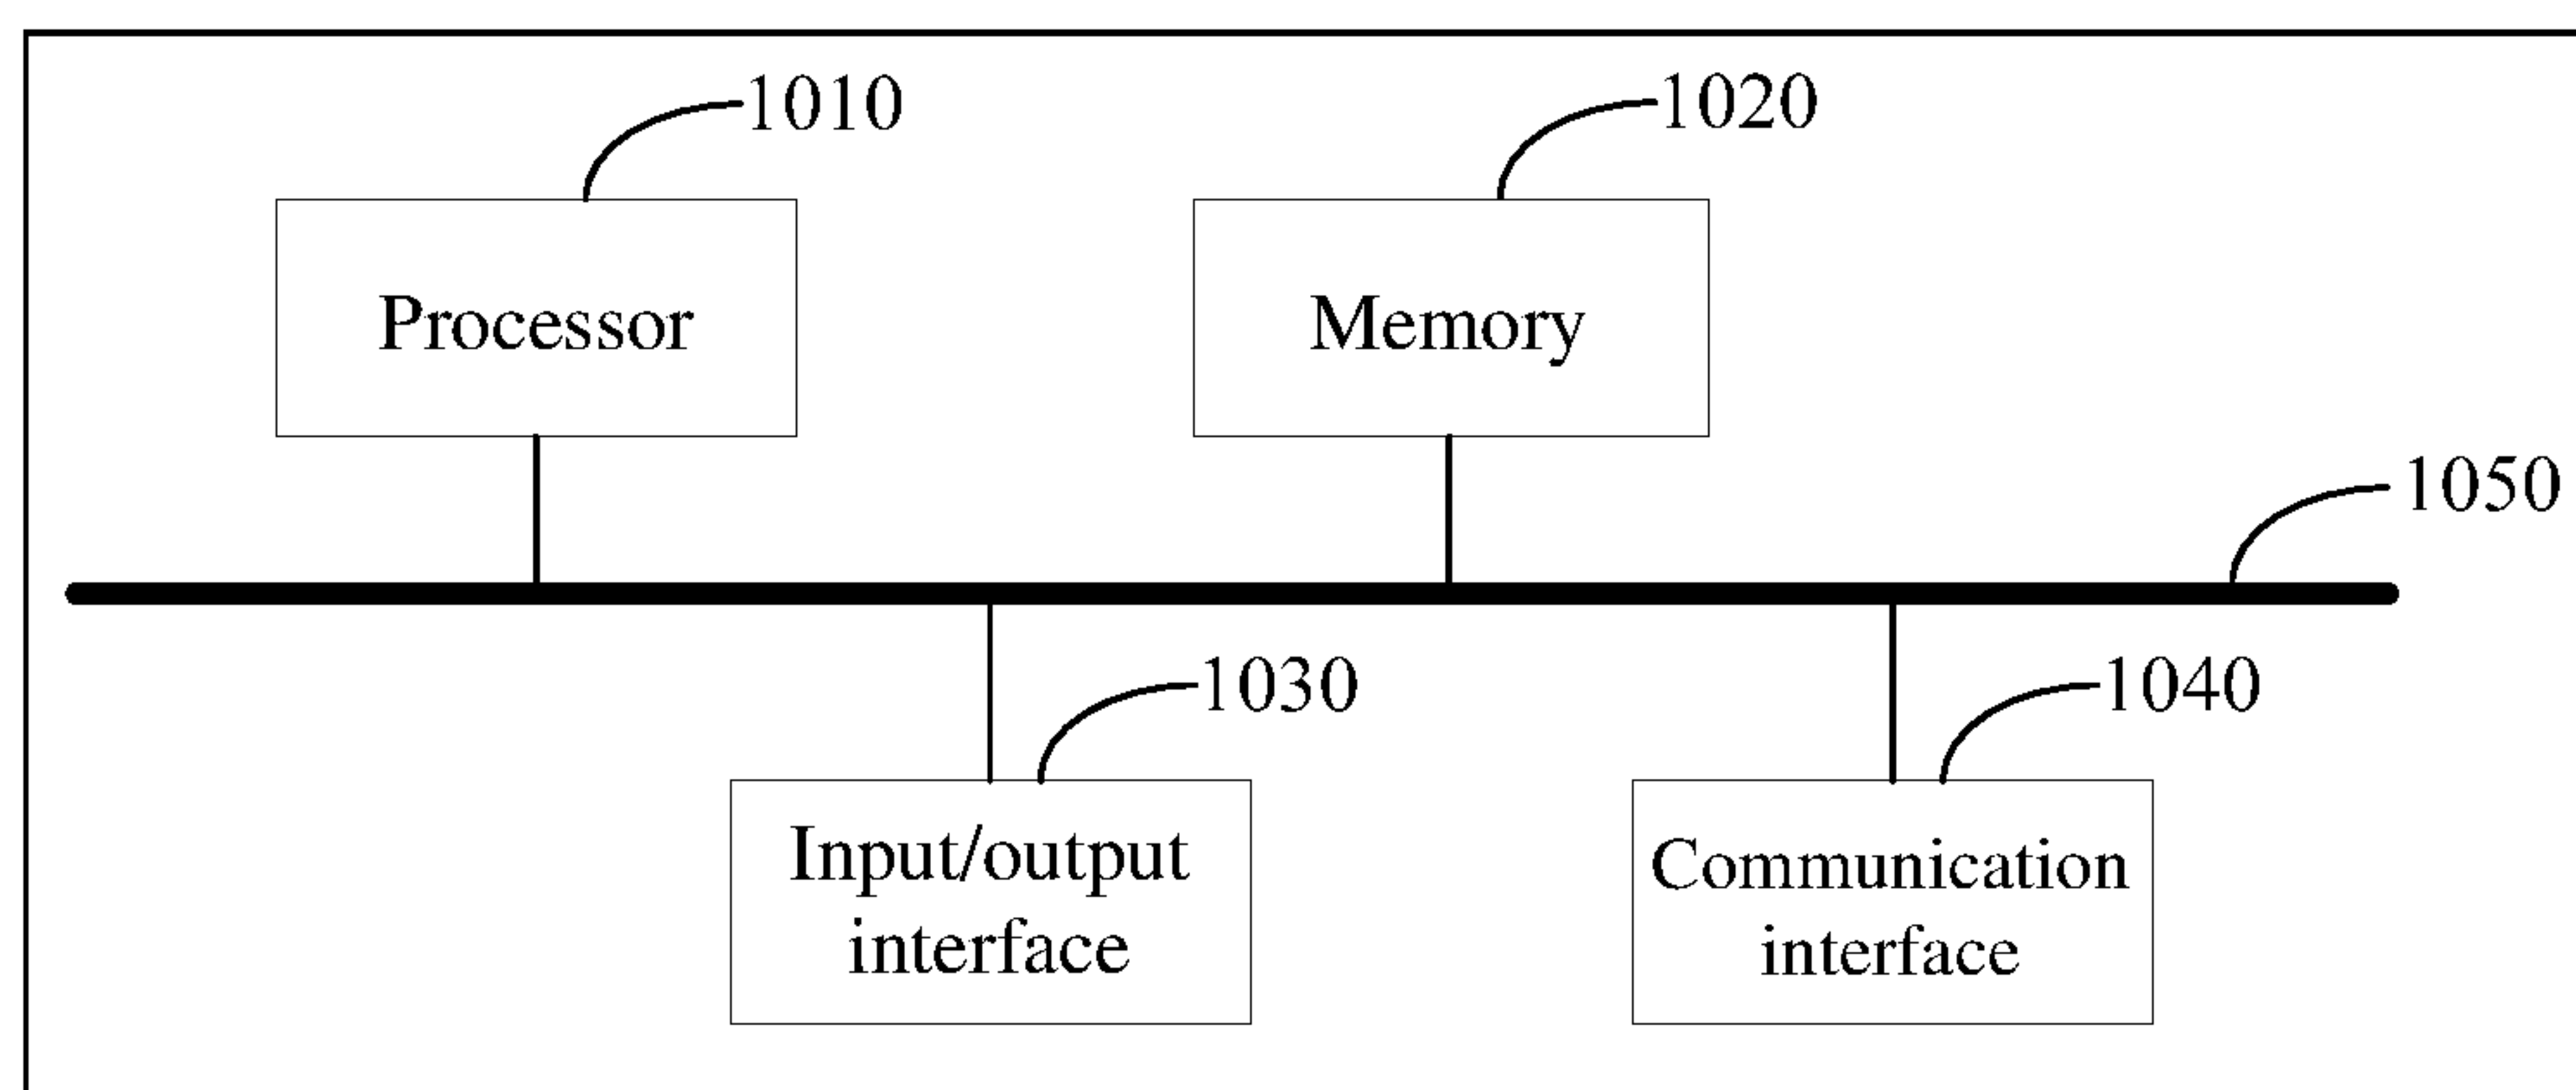 1010
1020
Processor
Memory
1050
1030
1040
Input/output
interface
Communication
interface